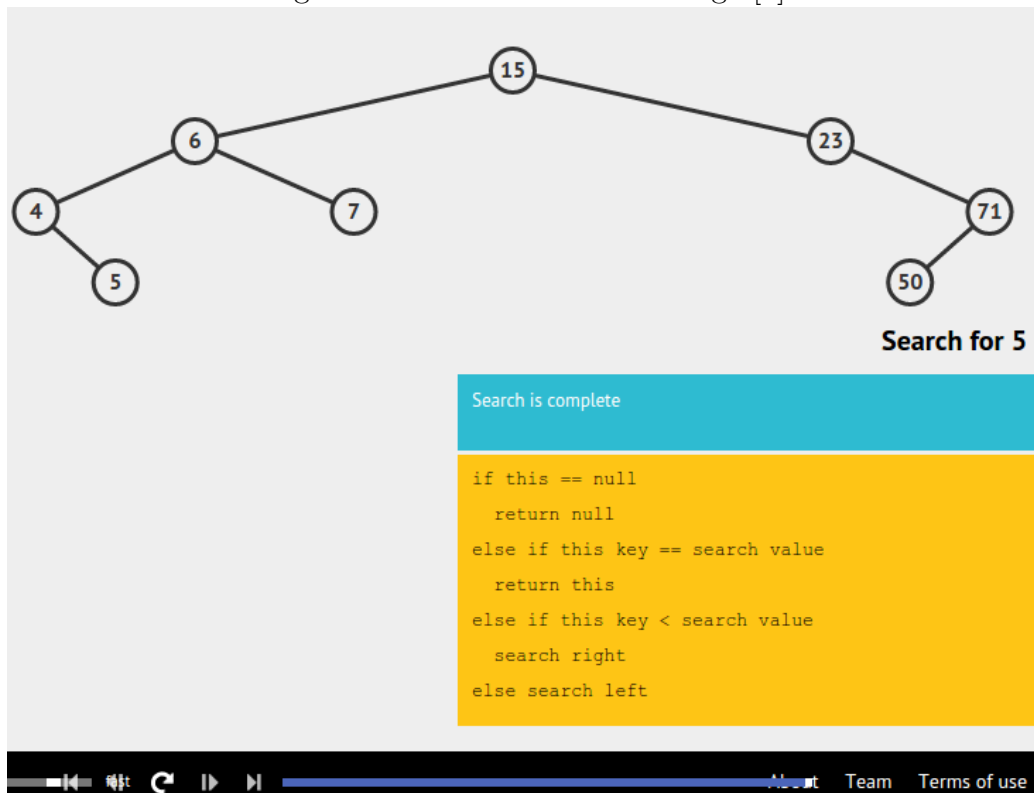 15
6
23
4
7
71
5
50
Search for 5
Search is complete
if this == null
return null
else if this key == search value
return this
else if this key < search value
search right
else search left
Team
Terms of use